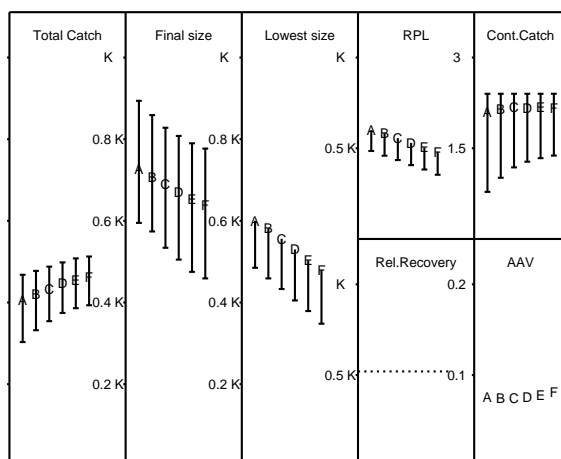 Total Catch
Final size
Lowest size
RPL
Cont.Catch
K
K
K
3
0.8 K
0.8 K
0.5 K
1.5
0.6 K
0.6 K
0.4 K
0.4 K
0.2 K
0.2 K
A B C D E F
A B C D E F
A B C D E F
A B C D E F
A B C D E F
Rel.Recovery
AAV
K
0.2
0.5 K
0.1
A B C D E F